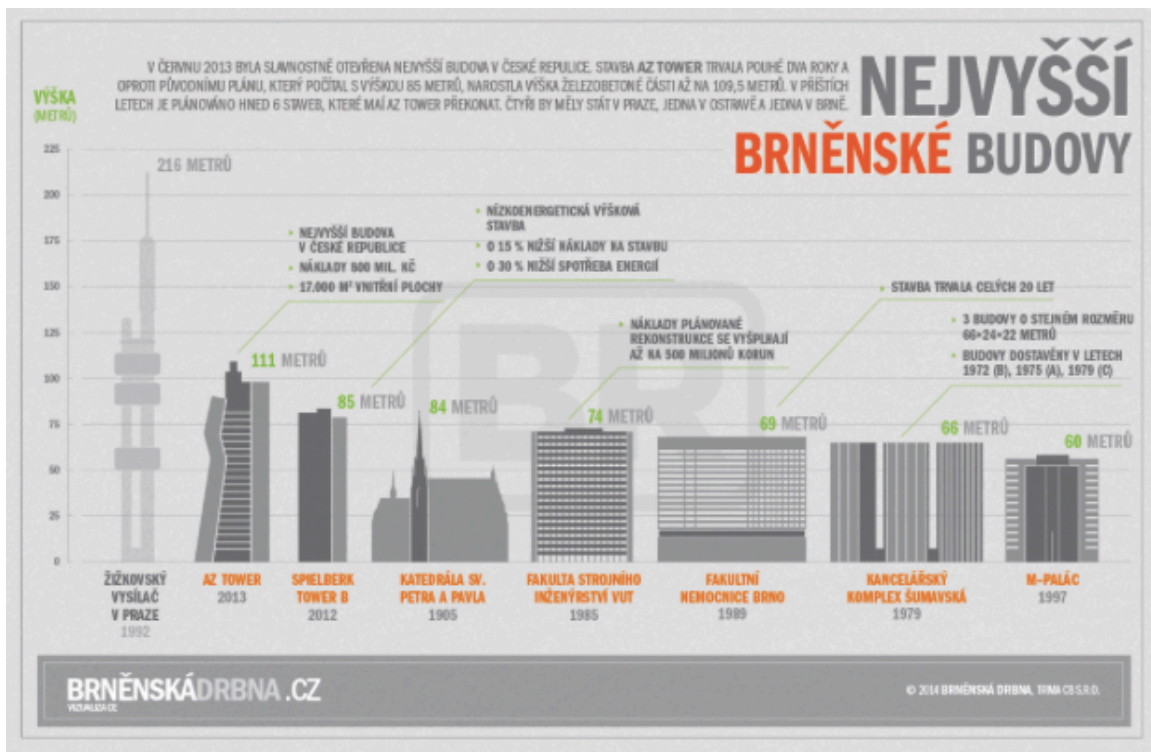 V ČERVNU 2013 BYLA SLAVNOSTNĚ OTEVŘENA NEJVYŠŠÍ BUDOVA V ČESKÉ REPULICE. STAVBA AZ TOWER TRVALA POUHÉ DVA ROKY A
OPROTI PŮVODNÍMU PLÁNU, KTERÝ POČÍTAL S VÝŠKOU 85 METRŮ, NAROSTLA VÝŠKA ŽELEZOBETONÉ ČÁSTI AŽ NA 109,5 METRŮ. V PŘÍŠTÍCH
LETECH JE PLÁNOVÁNO HNED 6 STAVEB, KTERÉ MAÍ AZ TOWER PŘEKONAT. ČTYŘI BY MĚLY STÁT V PRAZE, JEDNA V OSTRAVĚ A JEDNA V BRNĚ.
NEJVYŠŠÍ
BRNĚNSKÉ BUDOVY
VÝŠKA
(METRŮ)
225
200
175
150
125
100
75
50
25
0
216 METRŮ
NEJVYŠŠÍ BUDOVA
V ČESKÉ REPUBLICE
NÁKLADY 800 MIL. KČ
17.000 M² VNITŘNÍ PLOCHY
NÍZKOENERGETICKÁ VÝŠKOVÁ
STAVBA
O 15 % NIŽŠÍ NÁKLADY NA STAVBU
O 30 % NIŽŠÍ SPOTŘEBA ENERGIÍ
NÁKLADY PLÁNOVANÉ
REKONSTRUKCE SE VYŠPLHAJÍ
AŽ NA 500 MILIONŮ KORUN
STAVBA TRVALA CELÝCH 20 LET
3 BUDOVY O STEJNÉM ROZMĚRU
66×24×22 METRŮ
BUDOVY DOSTAVĚNY V LETECH
1972 (B), 1975 (A), 1979 (C)
BR
111 METRŮ
85 METRŮ
84 METRŮ
74 METRŮ
69 METRŮ
66 METRŮ
60 METRŮ
ŽIŽKOVSKÝ
VYSÍLAČ
V PRAZE
1992
AZ TOWER
2013
SPIELBERK
TOWER B
2012
KATEDRÁLA SV.
PETRA A PAVLA
1905
FAKULTA STROJNÍHO
INŽENÝRSTVÍ VUT
1985
FAKULTNÍ
NEMOCNICE BRNO
1989
KANCELÁŘSKÝ
KOMPLEX ŠUMAVSKÁ
1979
M-PALÁC
1997
BRNĚNSKÁDRBNA.CZ
VIZUALIZACE
© 2014 BRNĚNSKÁ DRBNA, TRIMA CB S.R.O.